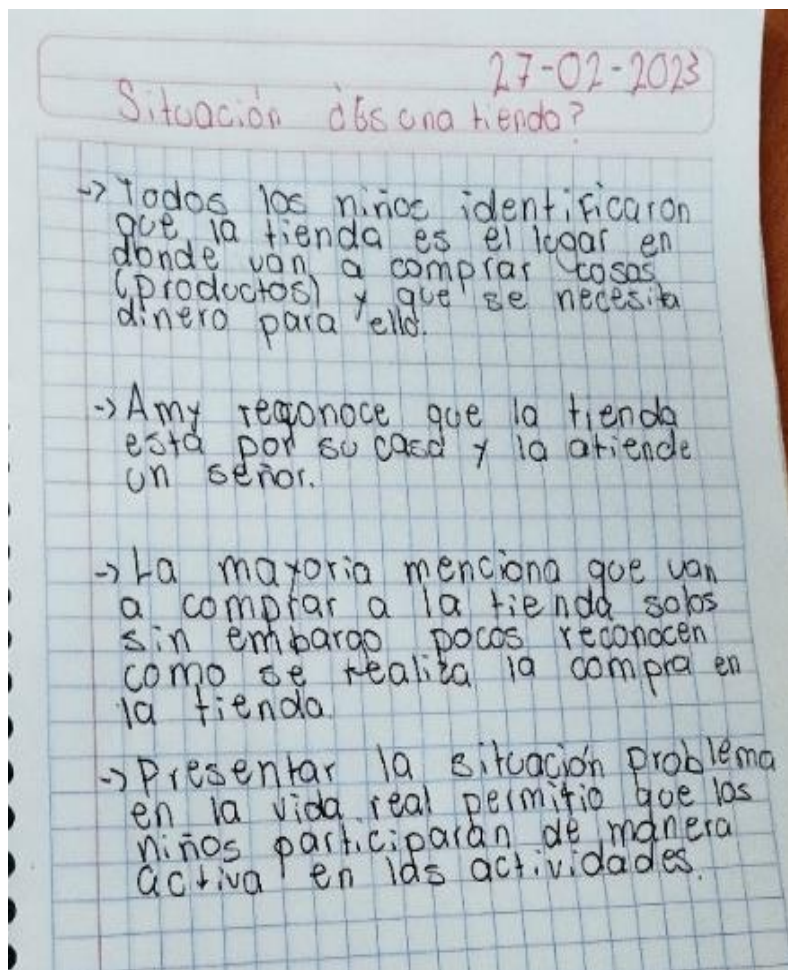 27-02-2023
Situación ¿Es una tienda?
-> Todos los niños identificaron
que la tienda es el lugar en
donde van a comprar cosas
(productos) y que se necesita
dinero para ello.
-> Amy reconoce que la tienda
está por su casa y la atiende
un señor.
-> La mayoria menciona que van
a comprar a la tienda solos
sin embargo pocos reconocen
como se realiza la compra en
la tienda.
-> Presentar la situación problema
en la vida real permitio que los
niños participarán de manera
activa en las actividades.